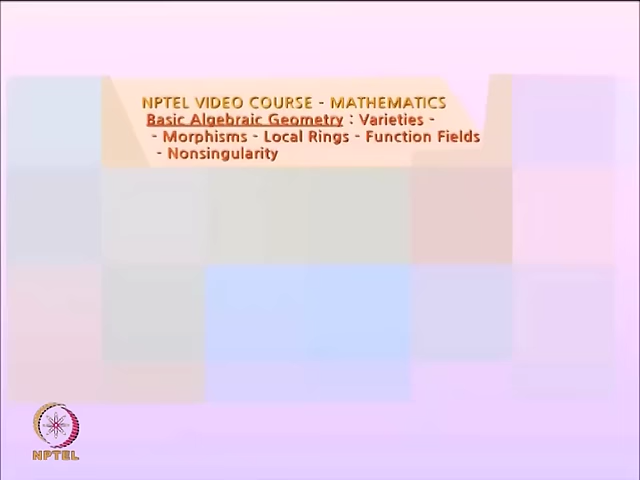 NPTEL VIDEO COURSE - MATHEMATICS
Basic Algebraic Geometry : Varieties -
- Morphisms - Local Rings - Function Fields
- Nonsingularity
NPTEL